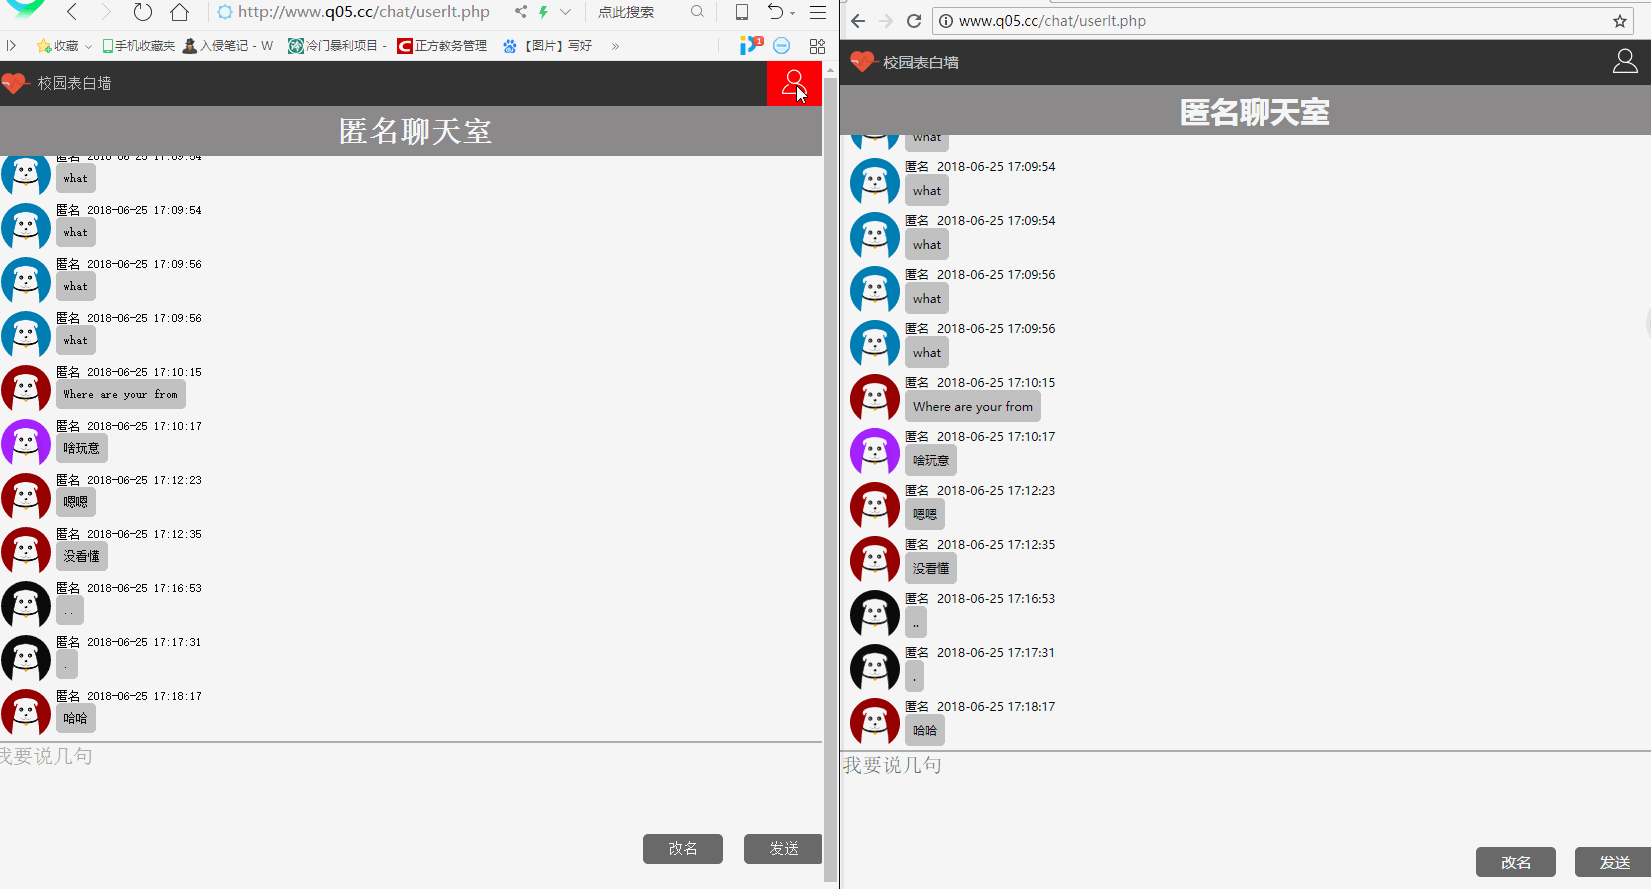 http://www.q05.cc/chat/userlt.php
点此搜索
收藏
手机收藏夹
入侵笔记 - W
冷门暴利项目 -
正方教务管理
【图片】写好
»
1
校园表白墙
匿名聊天室
匿名 2018-06-25 17:09:54
what
匿名 2018-06-25 17:09:54
what
匿名 2018-06-25 17:09:56
what
匿名 2018-06-25 17:09:56
what
匿名 2018-06-25 17:10:15
Where are your from
匿名 2018-06-25 17:10:17
啥玩意
匿名 2018-06-25 17:12:23
嗯嗯
匿名 2018-06-25 17:12:35
没看懂
匿名 2018-06-25 17:16:53
..
匿名 2018-06-25 17:17:31
.
匿名 2018-06-25 17:18:17
哈哈
我要说几句
改名
发送
www.q05.cc/chat/userlt.php
校园表白墙
匿名聊天室
what
匿名 2018-06-25 17:09:54
what
匿名 2018-06-25 17:09:54
what
匿名 2018-06-25 17:09:56
what
匿名 2018-06-25 17:09:56
what
匿名 2018-06-25 17:10:15
Where are your from
匿名 2018-06-25 17:10:17
啥玩意
匿名 2018-06-25 17:12:23
嗯嗯
匿名 2018-06-25 17:12:35
没看懂
匿名 2018-06-25 17:16:53
..
匿名 2018-06-25 17:17:31
.
匿名 2018-06-25 17:18:17
哈哈
我要说几句
改名
发送